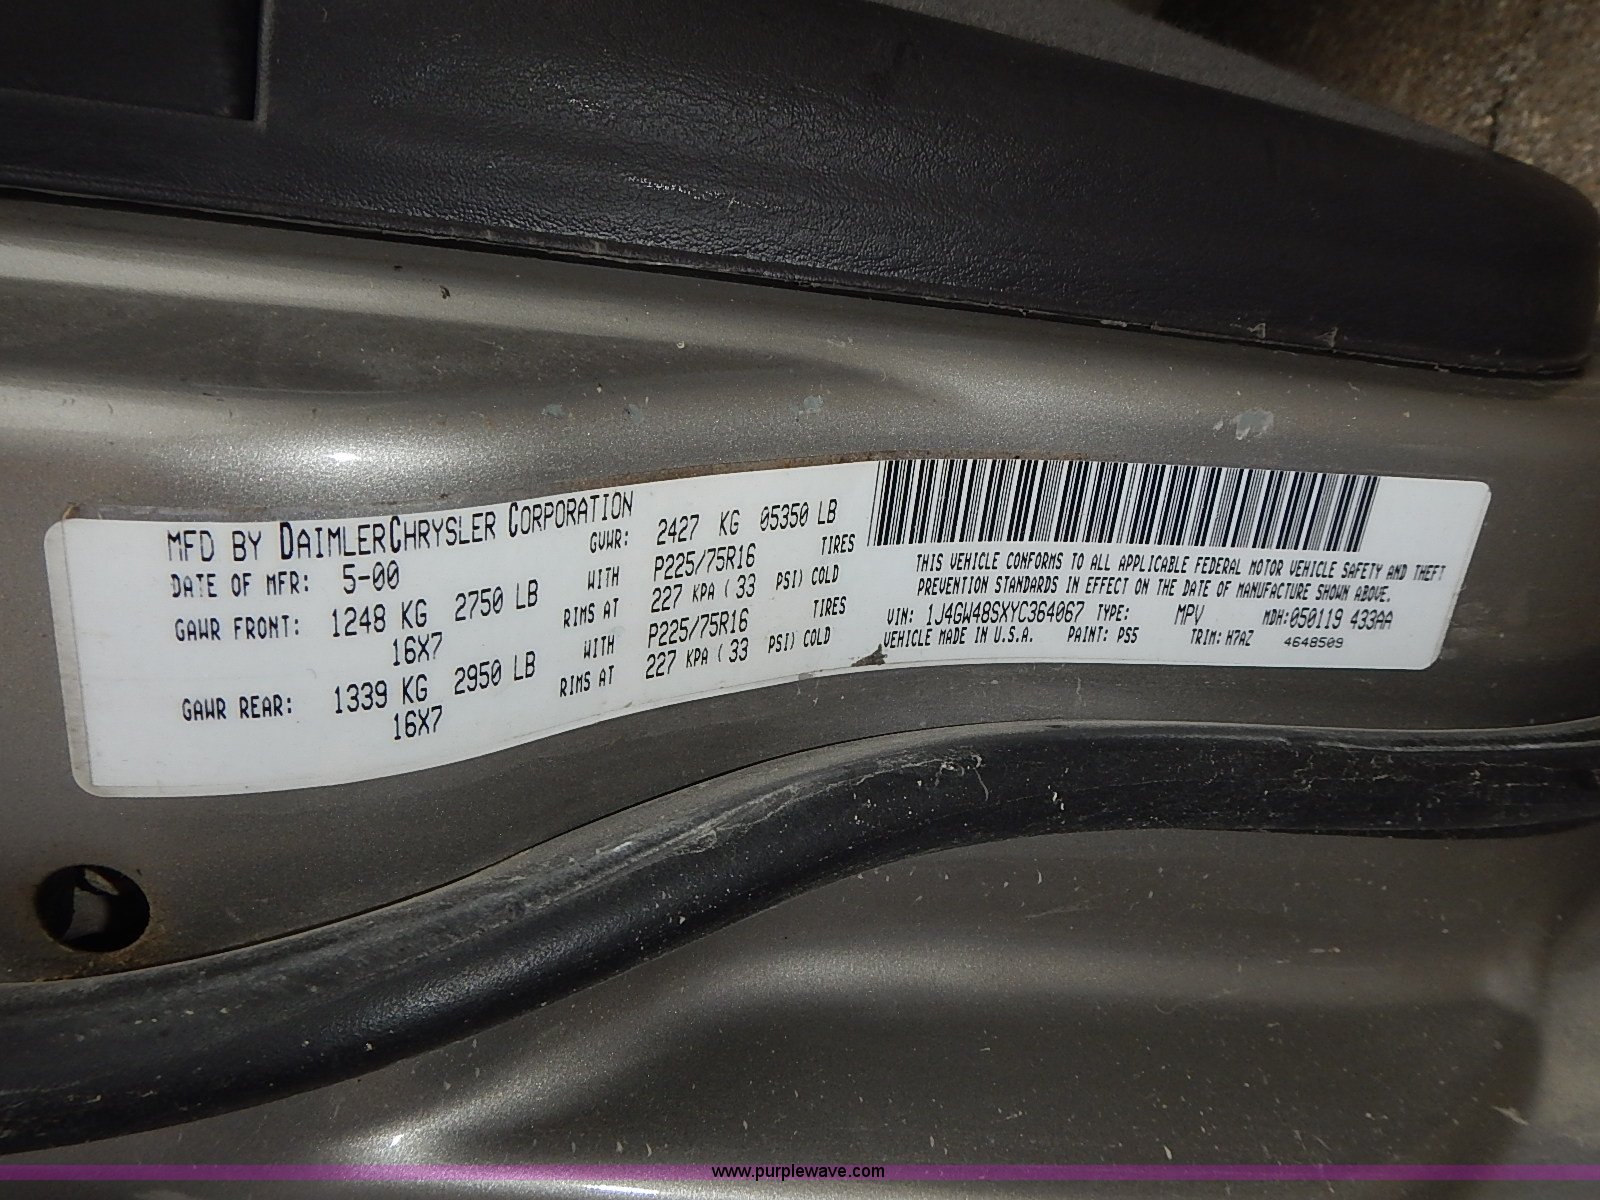 MFD BY DAIMLERCHRYSLER CORPORATION
DATE OF MFR: 5-00
GVWR: 2427 KG 05350 LB
GAWR FRONT: 1248 KG 2750 LB WITH P225/75R16 TIRES
16X7 RIMS AT 227 KPA ( 33 PSI) COLD
GAWR REAR: 1339 KG 2950 LB WITH P225/75R16 TIRES
16X7 RIMS AT 227 KPA ( 33 PSI) COLD
THIS VEHICLE CONFORMS TO ALL APPLICABLE FEDERAL MOTOR VEHICLE SAFETY AND THEFT
PREVENTION STANDARDS IN EFFECT ON THE DATE OF MANUFACTURE SHOWN ABOVE.
VIN: 1J4GW48SXYC364067 TYPE: MPV MDH:050119 433AA
VEHICLE MADE IN U.S.A. PAINT: PS5 TRIM: H7AZ 4648509
www.purplewave.com